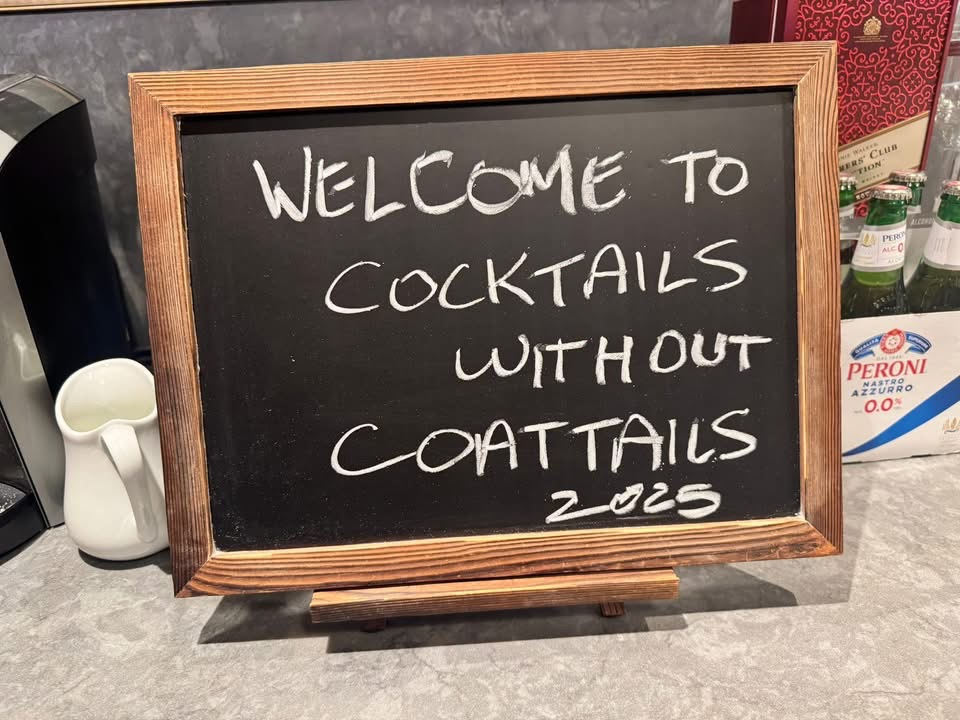 WELCOME TO
COCKTAILS
WITHOUT
COATTAILS
2025
PERONI
NASTRO
AZZURRO
0.0%